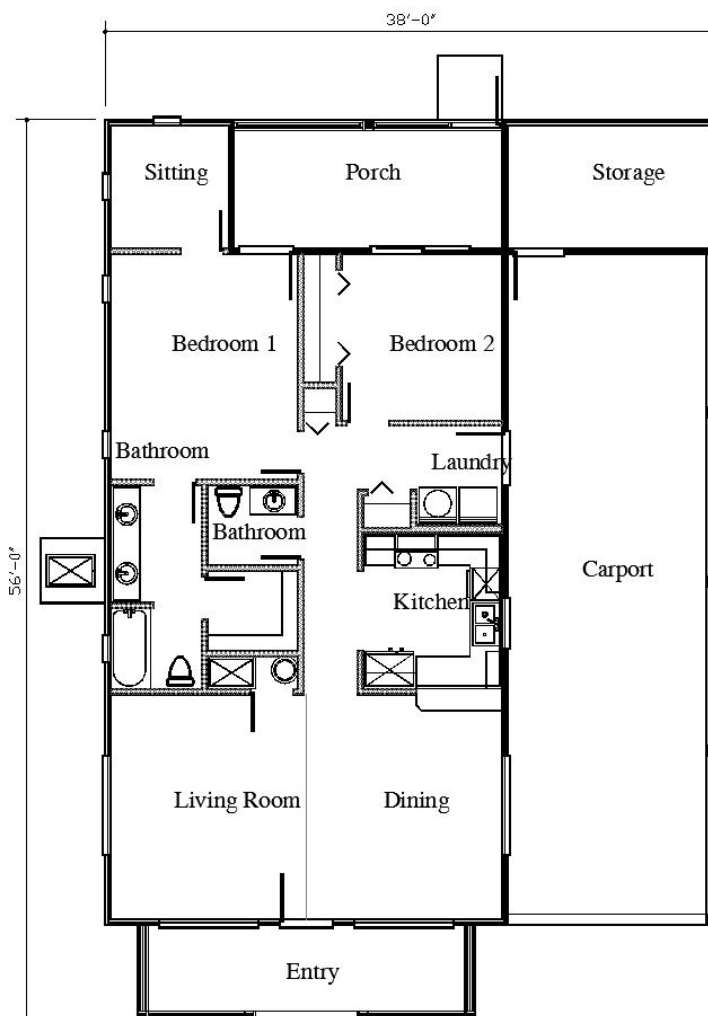 38'-0"
Sitting
Porch
Storage
Bedroom 1
Bedroom 2
Bathroom
Laundry
Bathroom
56'-0"
Carport
Kitchen
Living Room
Dining
Entry